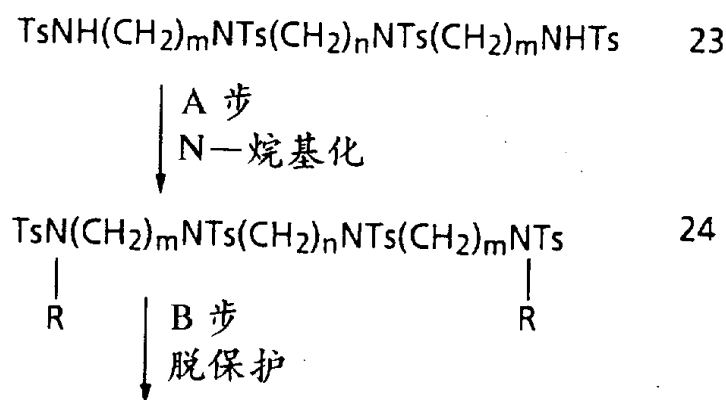 TsNH(CH2)mNTs(CH2)nNTs(CH2)mNHTs 23
A 步
N—烷基化
TsN(CH2)mNTs(CH2)nNTs(CH2)mNTs 24
R R
B 步
脱保护